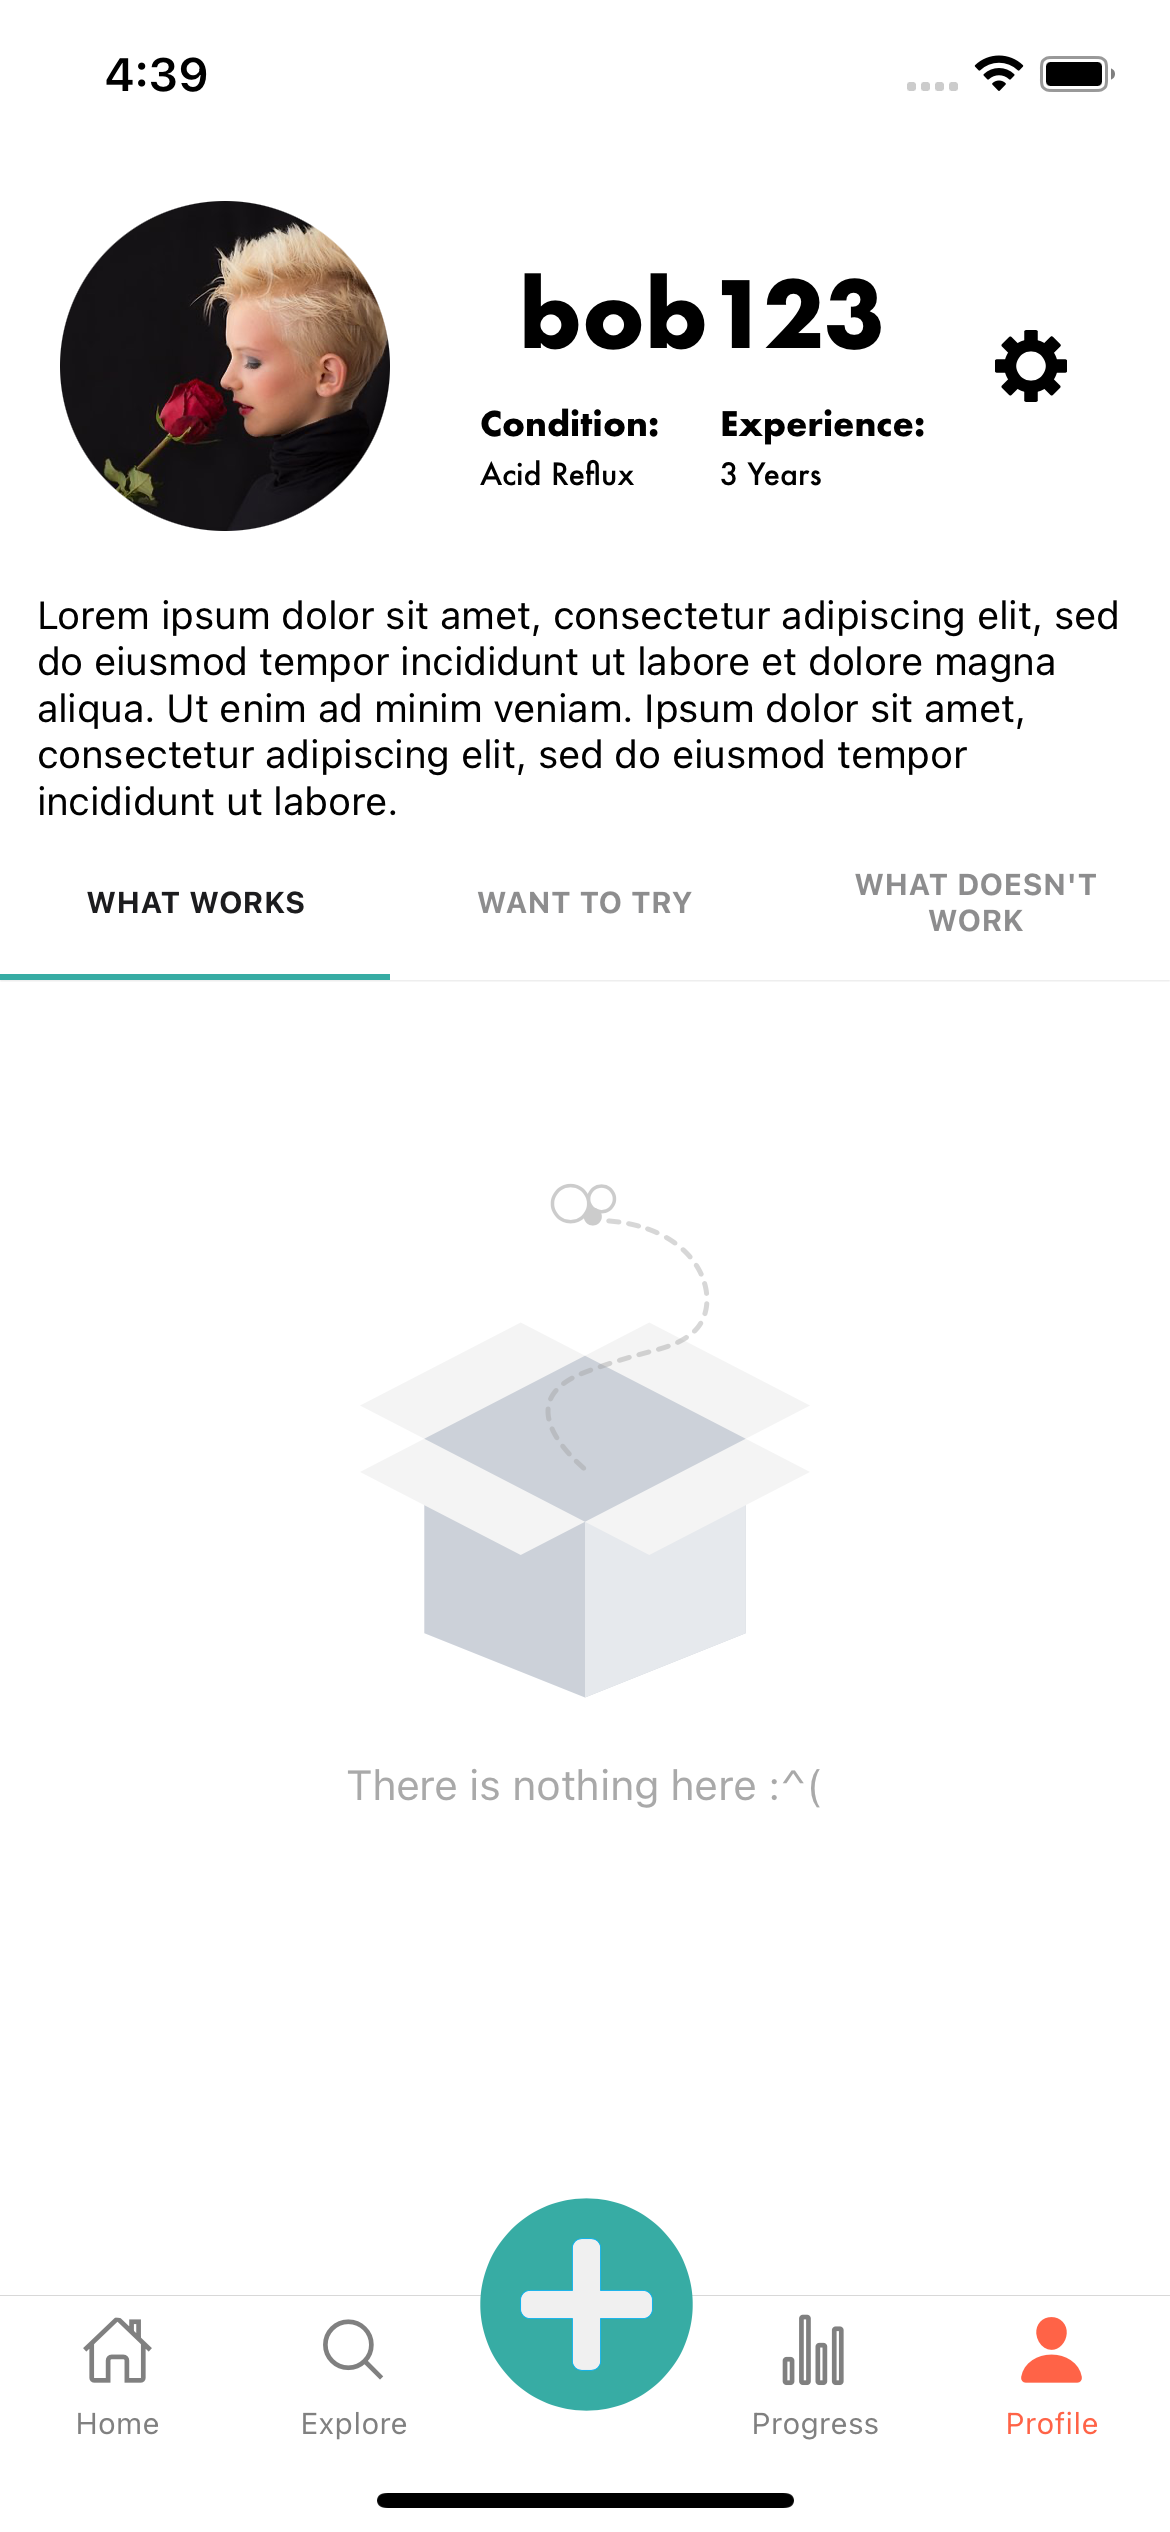 4:39
bob123
Condition:
Experience:
Acid Reflux
3 Years
Lorem ipsum dolor sit amet, consectetur adipiscing elit, sed
do eiusmod tempor incididunt ut labore et dolore magna
aliqua. Ut enim ad minim veniam. Ipsum dolor sit amet,
consectetur adipiscing elit, sed do eiusmod tempor
incididunt ut labore.
WHAT WORKS
WANT TO TRY
WHAT DOESN'T
WORK
There is nothing here :^(
Home
Explore
Progress
Profile